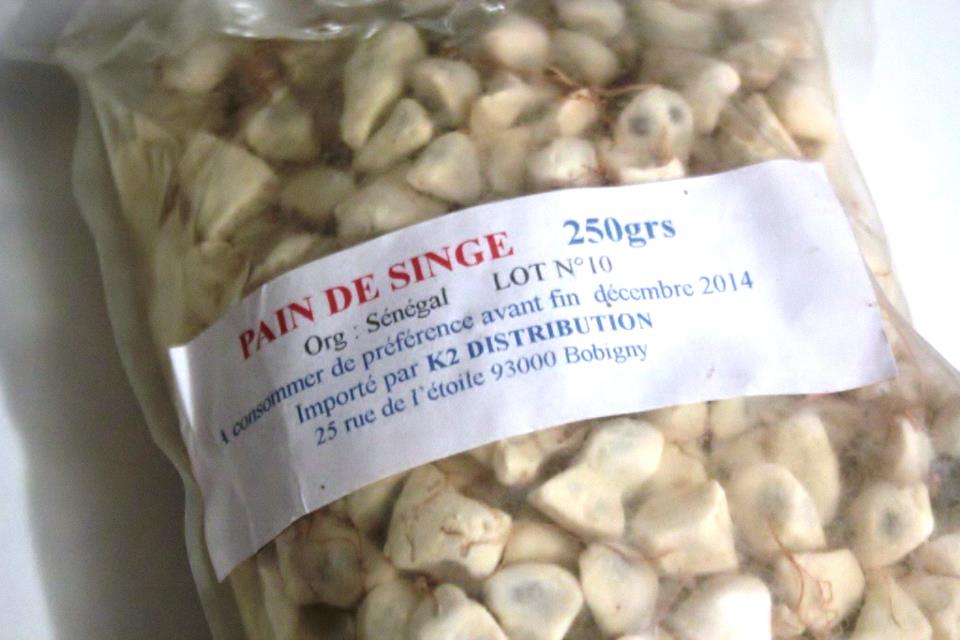 PAIN DE SINGE 250grs
Org : Sénégal LOT N°10
A consommer de préférence avant fin décembre 2014
Importé par K2 DISTRIBUTION
25 rue de l'étoile 93000 Bobigny